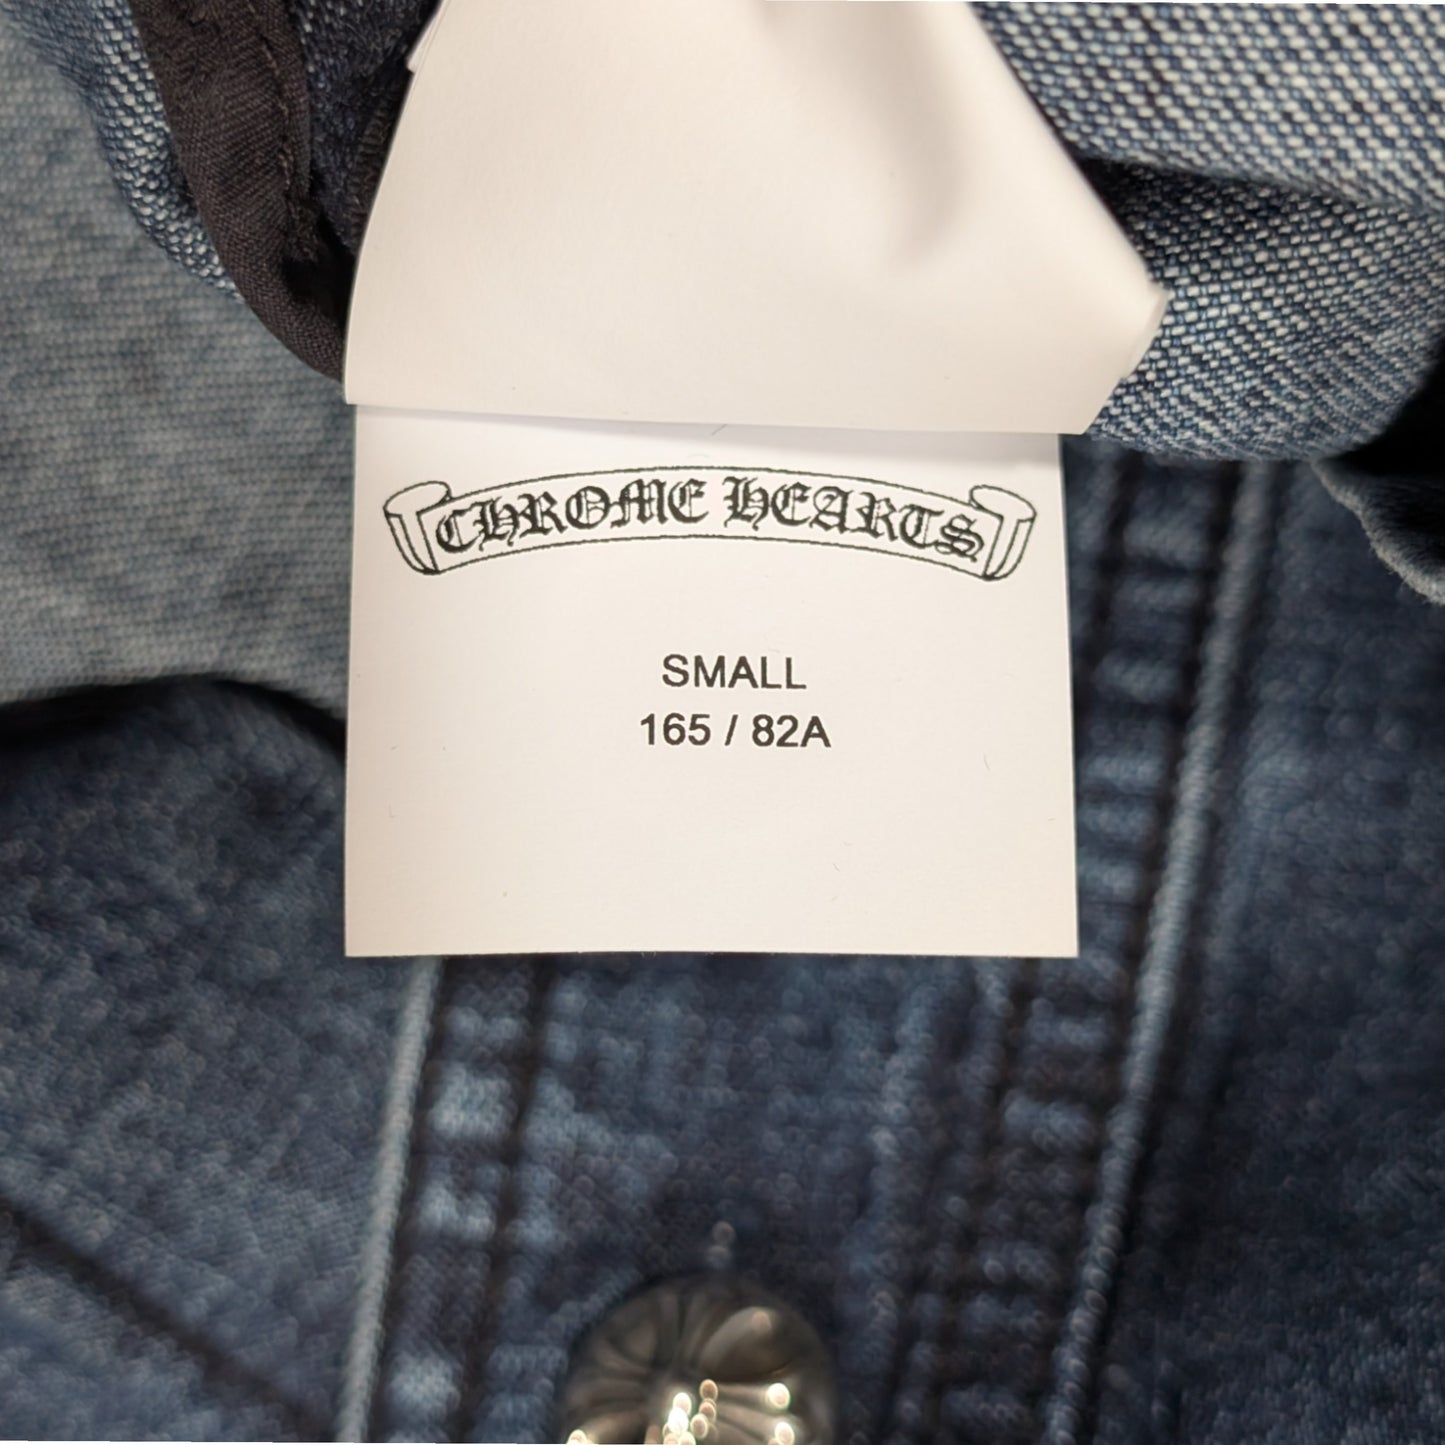 CHROME HEARTS
SMALL
165 / 82A